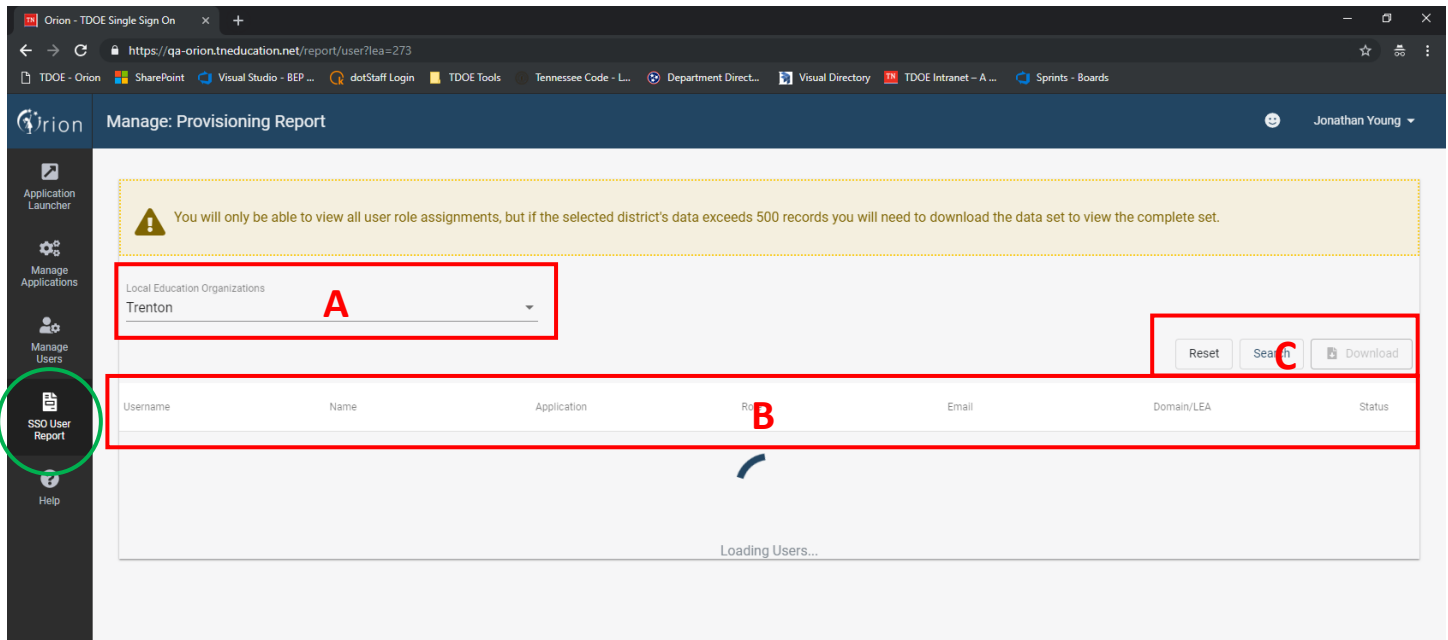 Orion - TDOE Single Sign On
https://qa-orion.tneducation.net/report/user?lea=273
TDOE - Orion SharePoint Visual Studio - BEP ... dotStaff Login TDOE Tools Tennessee Code - L... Department Direct... Visual Directory TN TDOE Intranet – A ... Sprints - Boards
Orion Manage: Provisioning Report Jonathan Young
Application
Launcher
Manage
Applications
Manage
Users
SSO User
Report
Help
You will only be able to view all user role assignments, but if the selected district's data exceeds 500 records you will need to download the data set to view the complete set.
Local Education Organizations
Trenton
A
Reset Search Download
C
Username Name Application Role Email Domain/LEA Status
B
Loading Users...